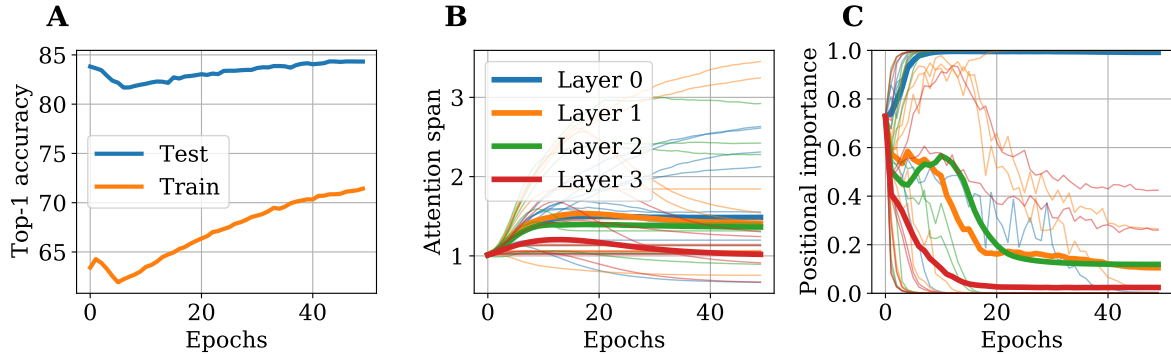 A
Top-1 accuracy
85
80
75
70
65
Test
Train
0
20
40
Epochs
B
Attention span
3
2
1
Layer 0
Layer 1
Layer 2
Layer 3
0
20
40
Epochs
C
Positional importance
1.0
0.8
0.6
0.4
0.2
0.0
0
20
40
Epochs